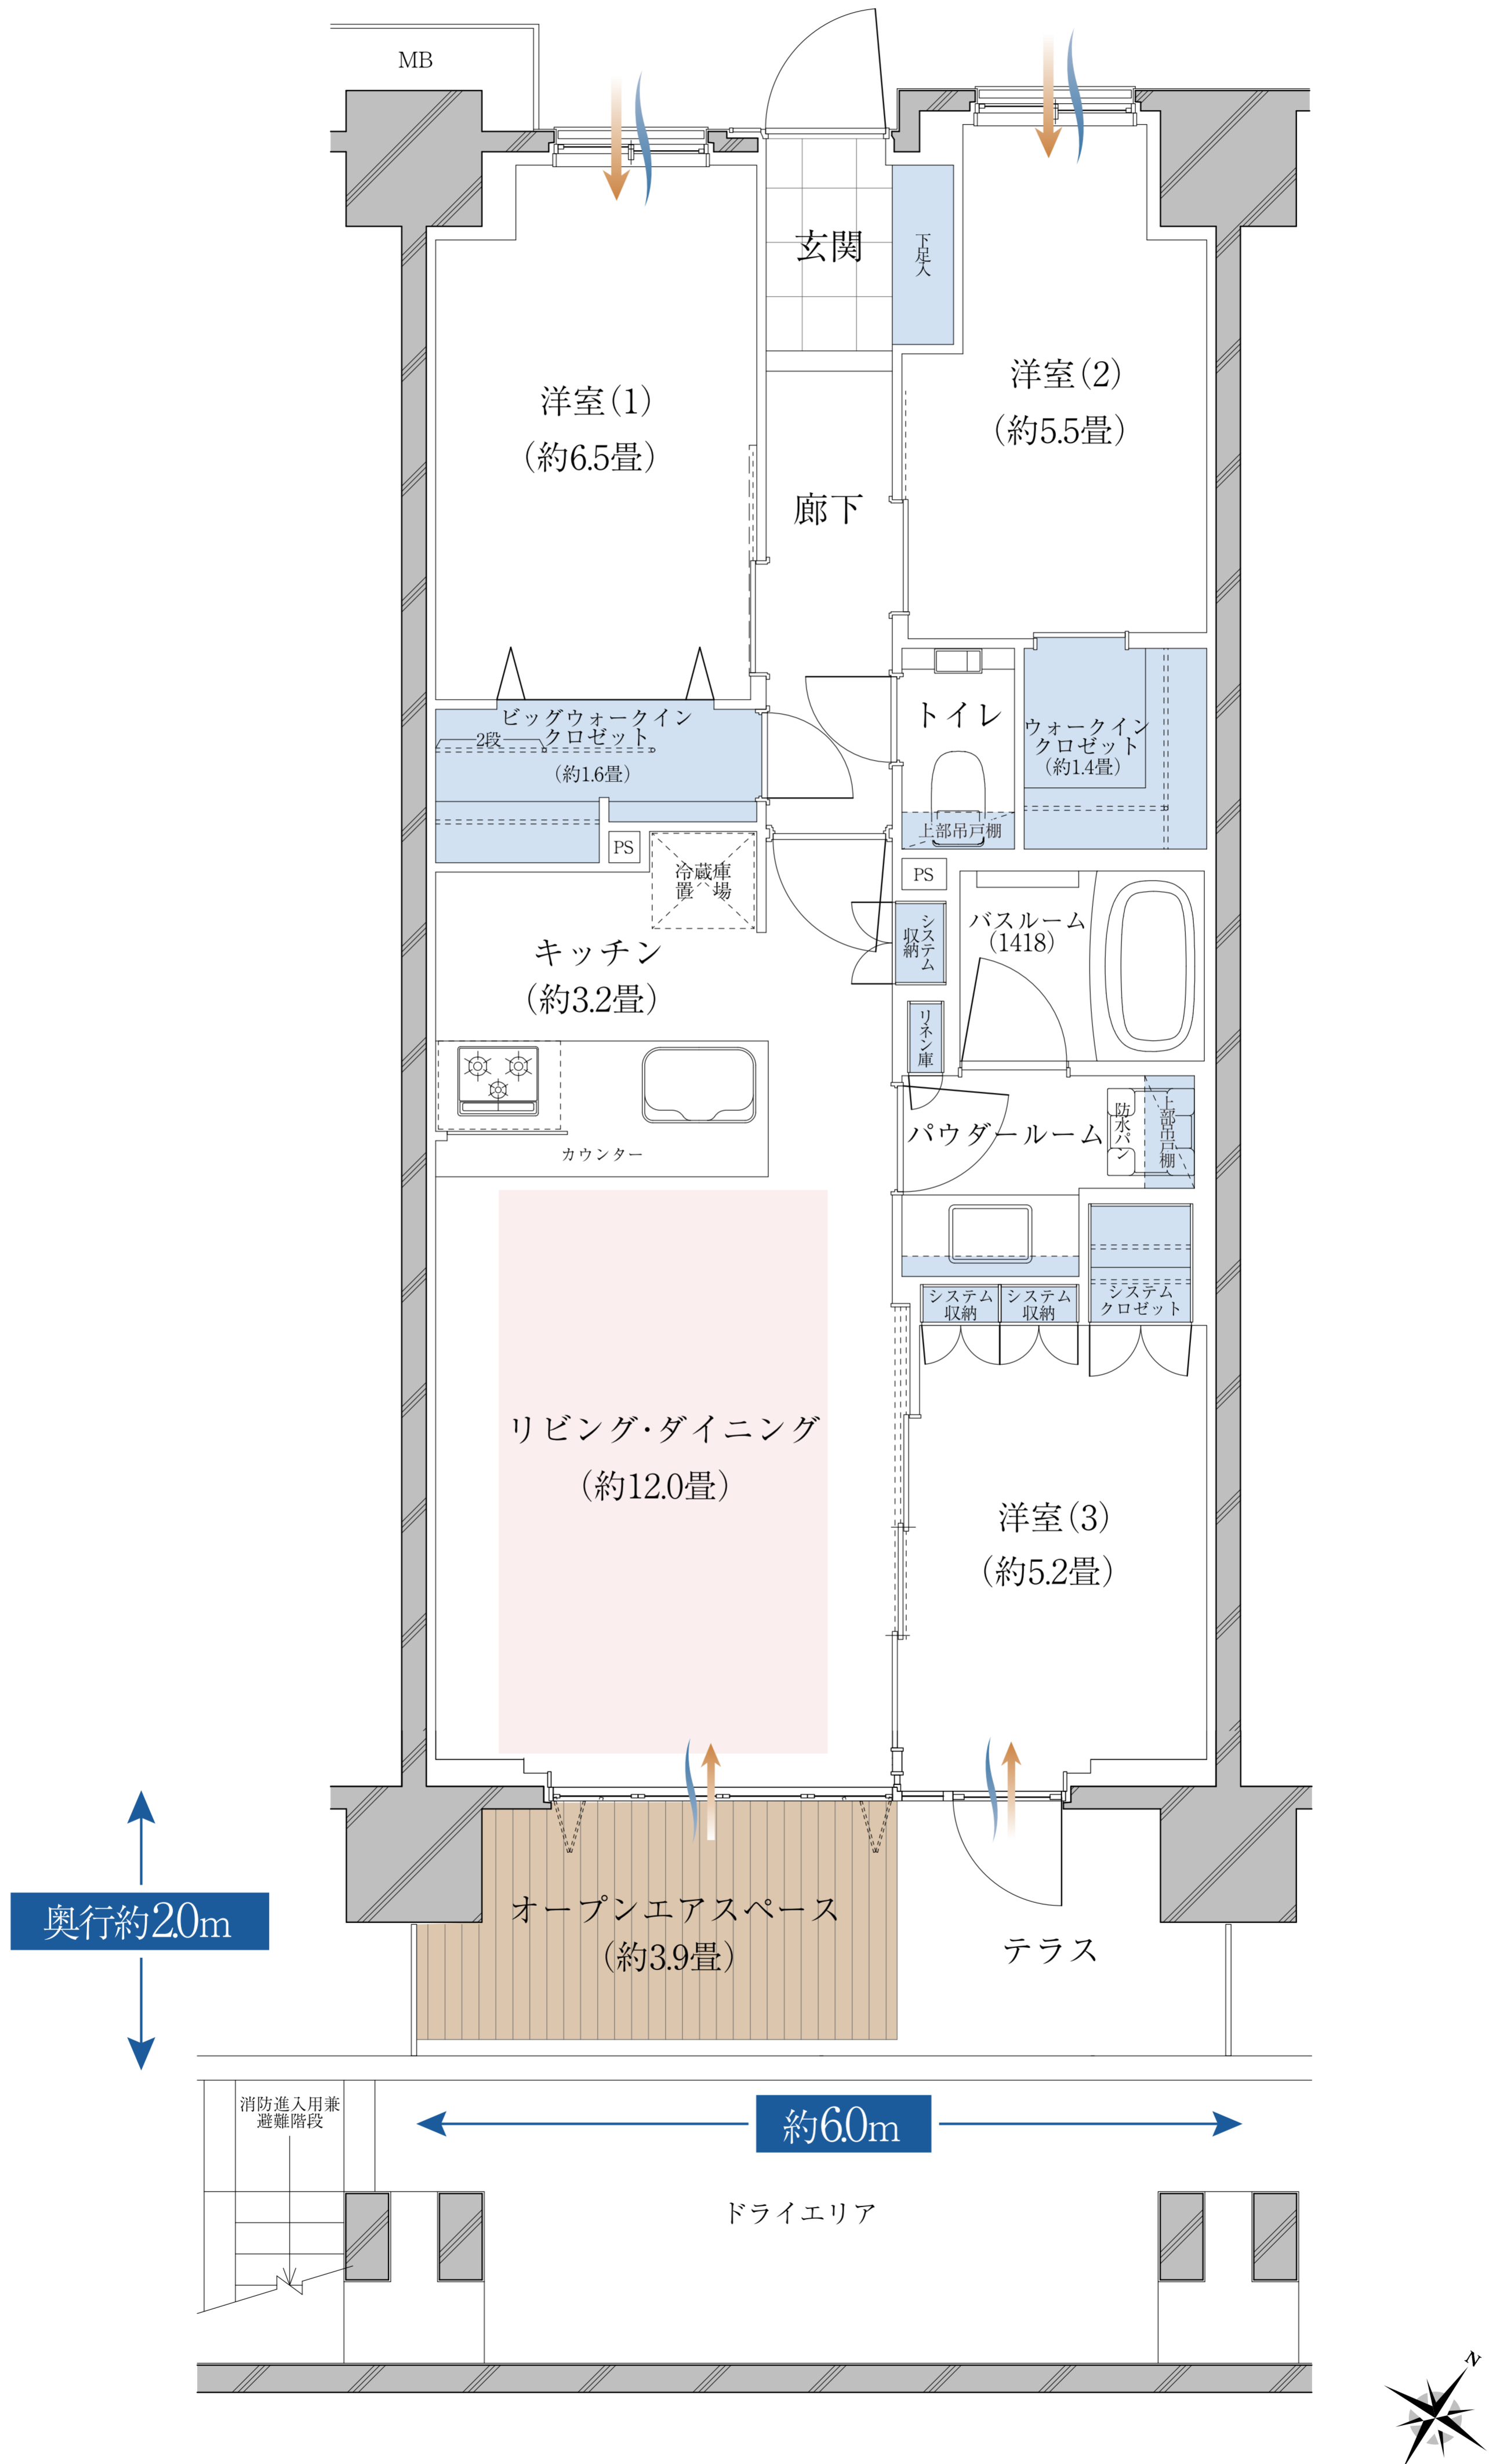 MB
玄関
下足入
洋室(1)
(約6.5畳)
洋室(2)
(約5.5畳)
廊下
トイレ
上部吊戸棚
ウォークイン
クロゼット
(約1.4畳)
ビッグウォークイン
クロゼット
2段
(約1.6畳)
PS
冷蔵庫
置場
PS
システム
収納
バスルーム
(1418)
キッチン
(約3.2畳)
リネン庫
パウダールーム
防水パン
上部吊戸棚
カウンター
システム
収納
システム
収納
システム
クロゼット
リビング・ダイニング
(約12.0畳)
洋室(3)
(約5.2畳)
オープンエアスペース
(約3.9畳)
テラス
奥行約2.0m
消防進入用兼
避難階段
約6.0m
ドライエリア
N